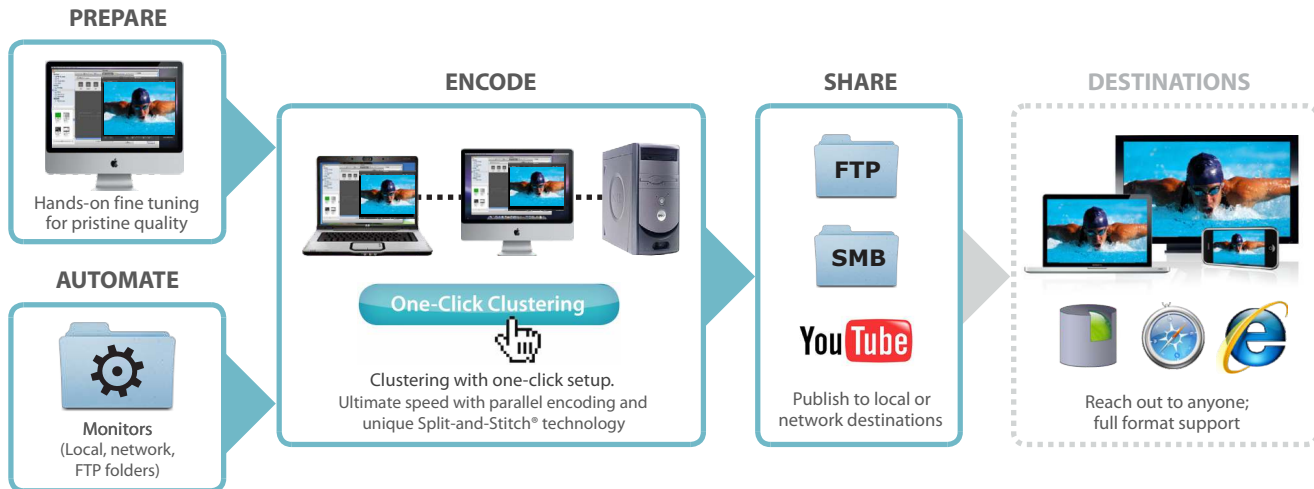 PREPARE
Hands-on fine tuning
for pristine quality
AUTOMATE
Monitors
(Local, network,
FTP folders)
ENCODE
One-Click Clustering
Clustering with one-click setup.
Ultimate speed with parallel encoding and
unique Split-and-Stitch® technology
SHARE
FTP
SMB
YouTube
Publish to local or
network destinations
DESTINATIONS
Reach out to anyone;
full format support